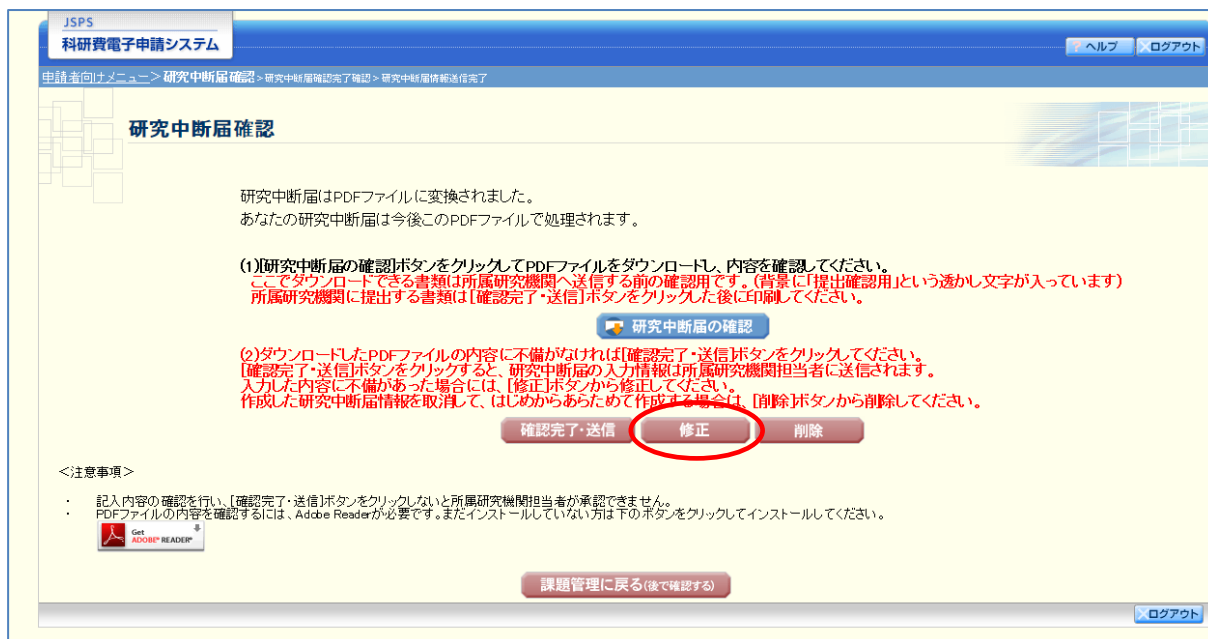 JSPS
科研費電子申請システム
? ヘルプ ×ログアウト
申請者向けメニュー>研究中断届確認>研究中断届確認完了確認>研究中断届情報送信完了
研究中断届確認
研究中断届はPDFファイルに変換されました。
あなたの研究中断届は今後このPDFファイルで処理されます。
(1)[研究中断届の確認]ボタンをクリックしてPDFファイルをダウンロードし、内容を確認してください。
ここでダウンロードできる書類は所属研究機関へ送信する前の確認用です。(背景に「提出確認用」という透かし文字が入っています)
所属研究機関に提出する書類は[確認完了・送信]ボタンをクリックした後に印刷してください。
研究中断届の確認
(2)ダウンロードしたPDFファイルの内容に不備がなければ[確認完了・送信]ボタンをクリックしてください。
[確認完了・送信]ボタンをクリックすると、研究中断届の入力情報は所属研究機関担当者に送信されます。
入力した内容に不備があった場合には、[修正]ボタンから修正してください。
作成した研究中断届情報を取消して、はじめからあらためて作成する場合は、[削除]ボタンから削除してください。
確認完了・送信 修正 削除
<注意事項>
・ 記入内容の確認を行い、[確認完了・送信]ボタンをクリックしないと所属研究機関担当者が承認できません。
・ PDFファイルの内容を確認するには、Adobe Readerが必要です。まだインストールしていない方は下のボタンをクリックしてインストールしてください。
Get
ADOBE® READER®
課題管理に戻る(後で確認する)
×ログアウト